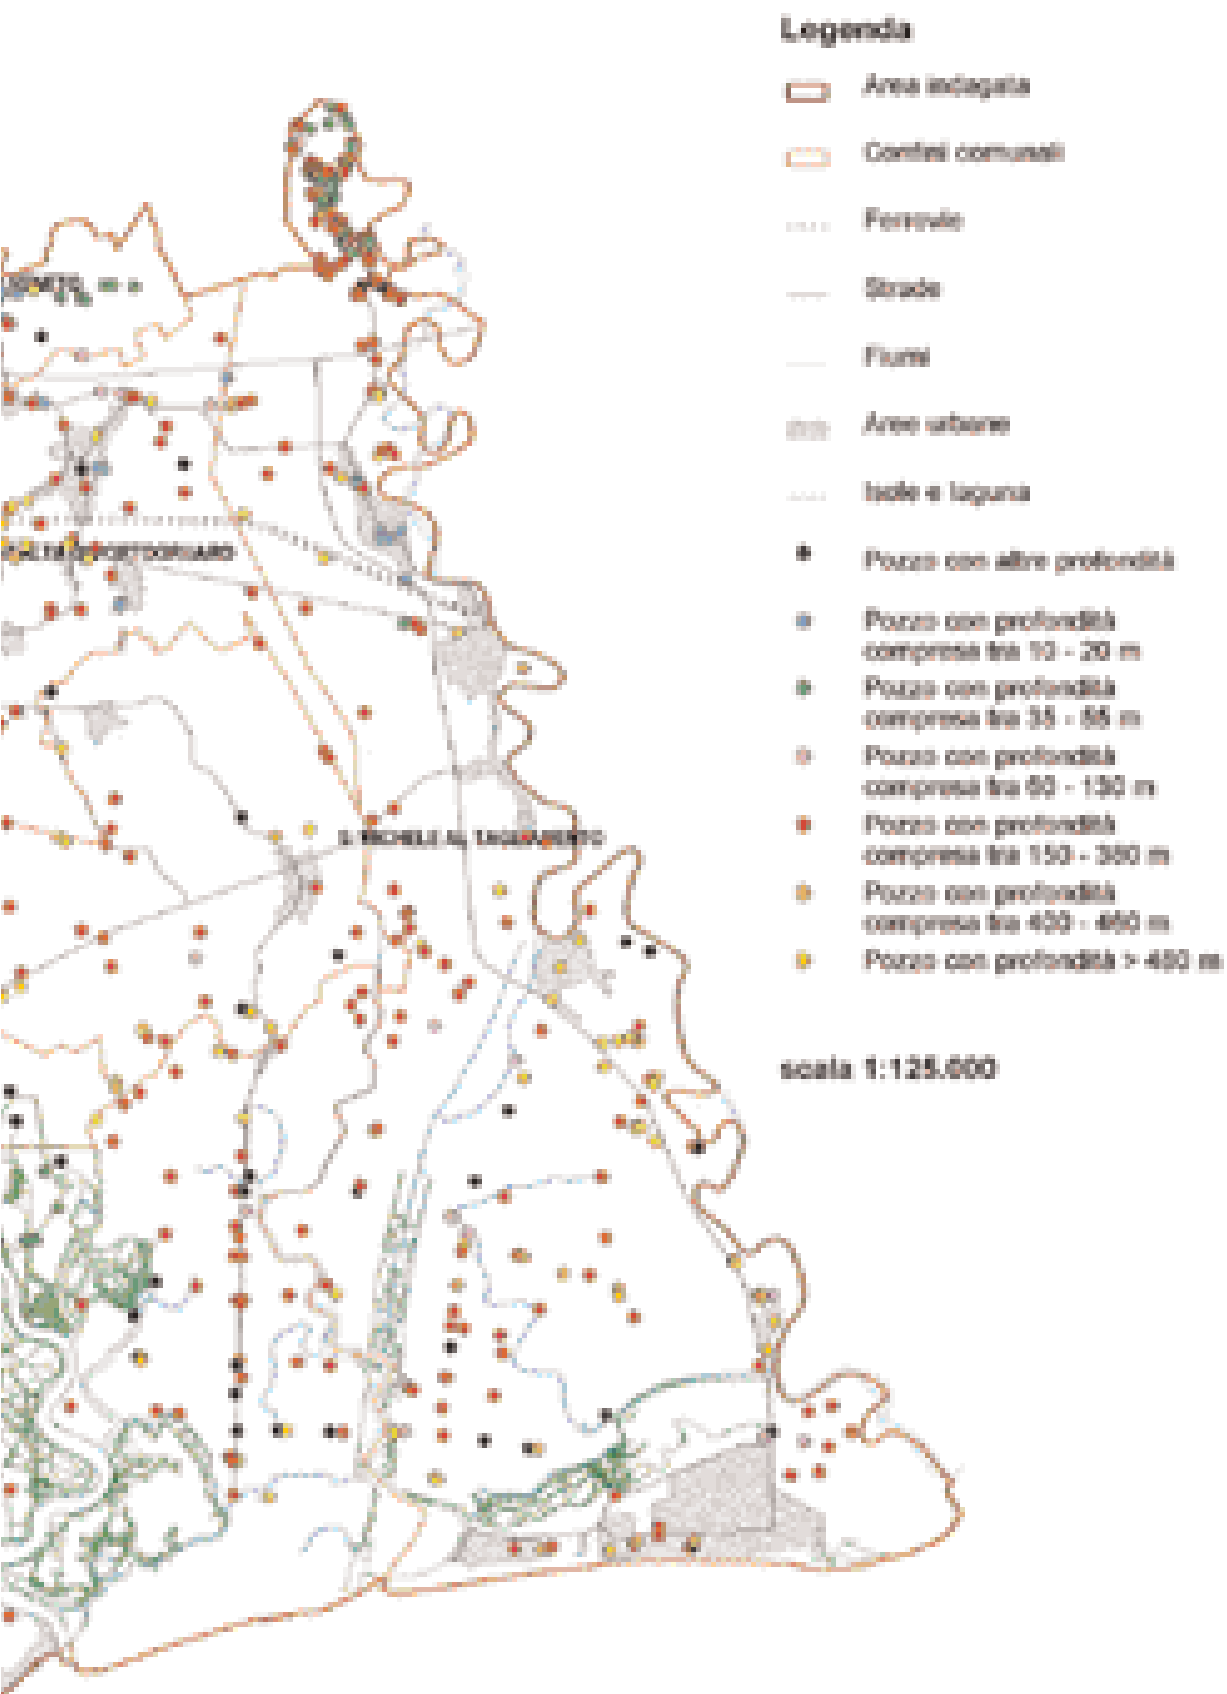 Legenda
Area indagata
Confini comunali
Ferrovie
Strade
Fiumi
Aree urbane
Isole e laguna
Pozzo con altre profondità
Pozzo con profondità
compresa tra 10 - 20 m
Pozzo con profondità
compresa tra 35 - 55 m
Pozzo con profondità
compresa tra 60 - 130 m
Pozzo con profondità
compresa tra 150 - 380 m
Pozzo con profondità
compresa tra 400 - 460 m
Pozzo con profondità > 480 m
scala 1:125.000
PORTOGRUARO
S. MICHELE AL TAGLIAMENTO